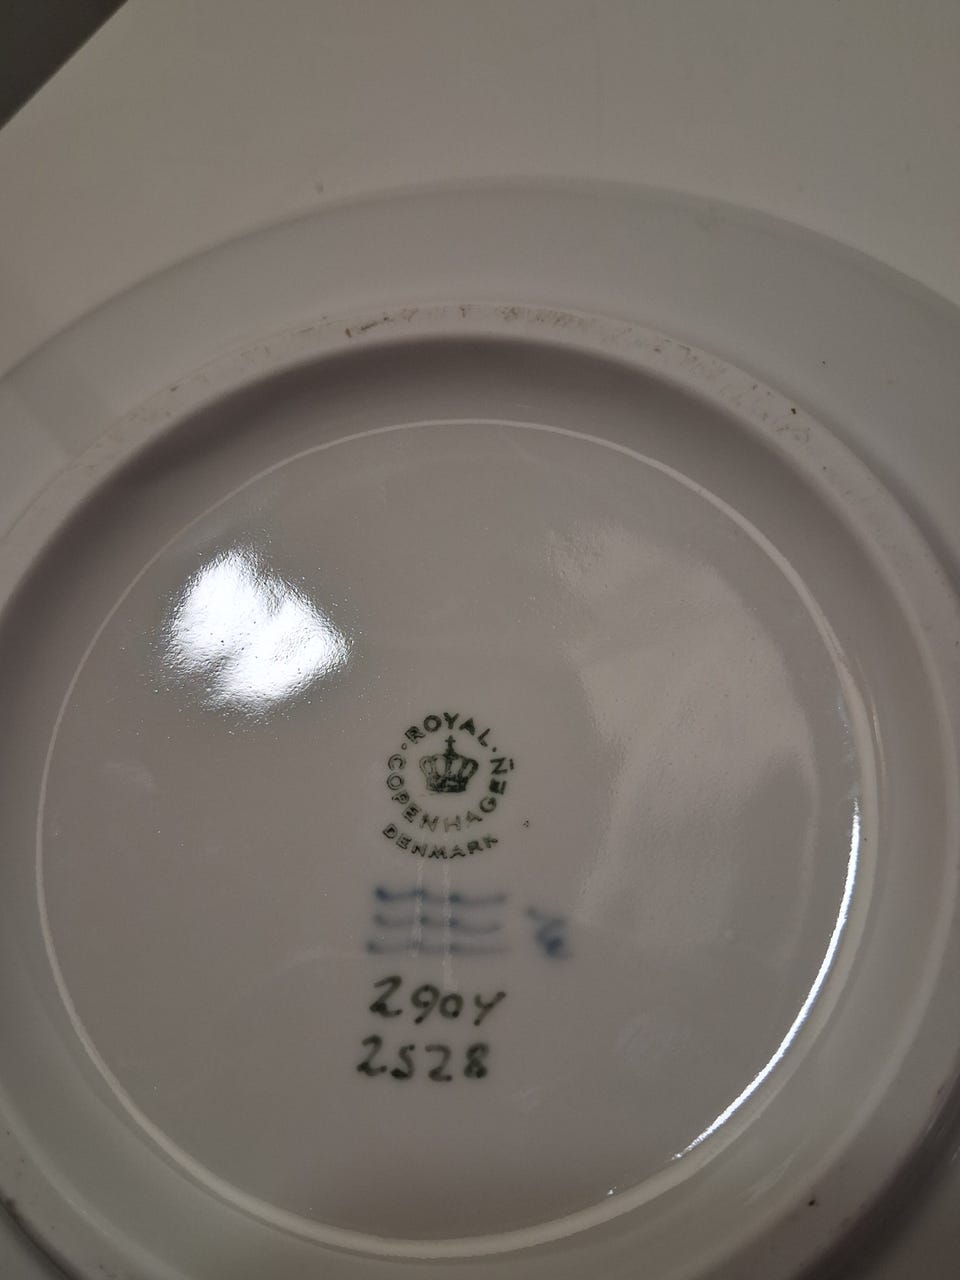 ROYAL
COPENHAGEN
DENMARK
2904
2528